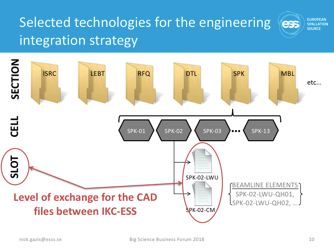 Selected technologies for the engineering
integration strategy
ess
EUROPEAN
SPALLATION
SOURCE
SECTION
ISRC
LEBT
RFQ
DTL
SPK
MBL
etc...
CELL
SPK-01
SPK-02
SPK-03
SPK-13
SLOT
SPK-02-LWU
SPK-02-CM
BEAMLINE ELEMENTS
SPK-02-LWU-QH01,
SPK-02-LWU-QH02, ...
Level of exchange for the CAD
files between IKC-ESS
nick.gazis@esss.se
Big Science Business Forum 2018
10